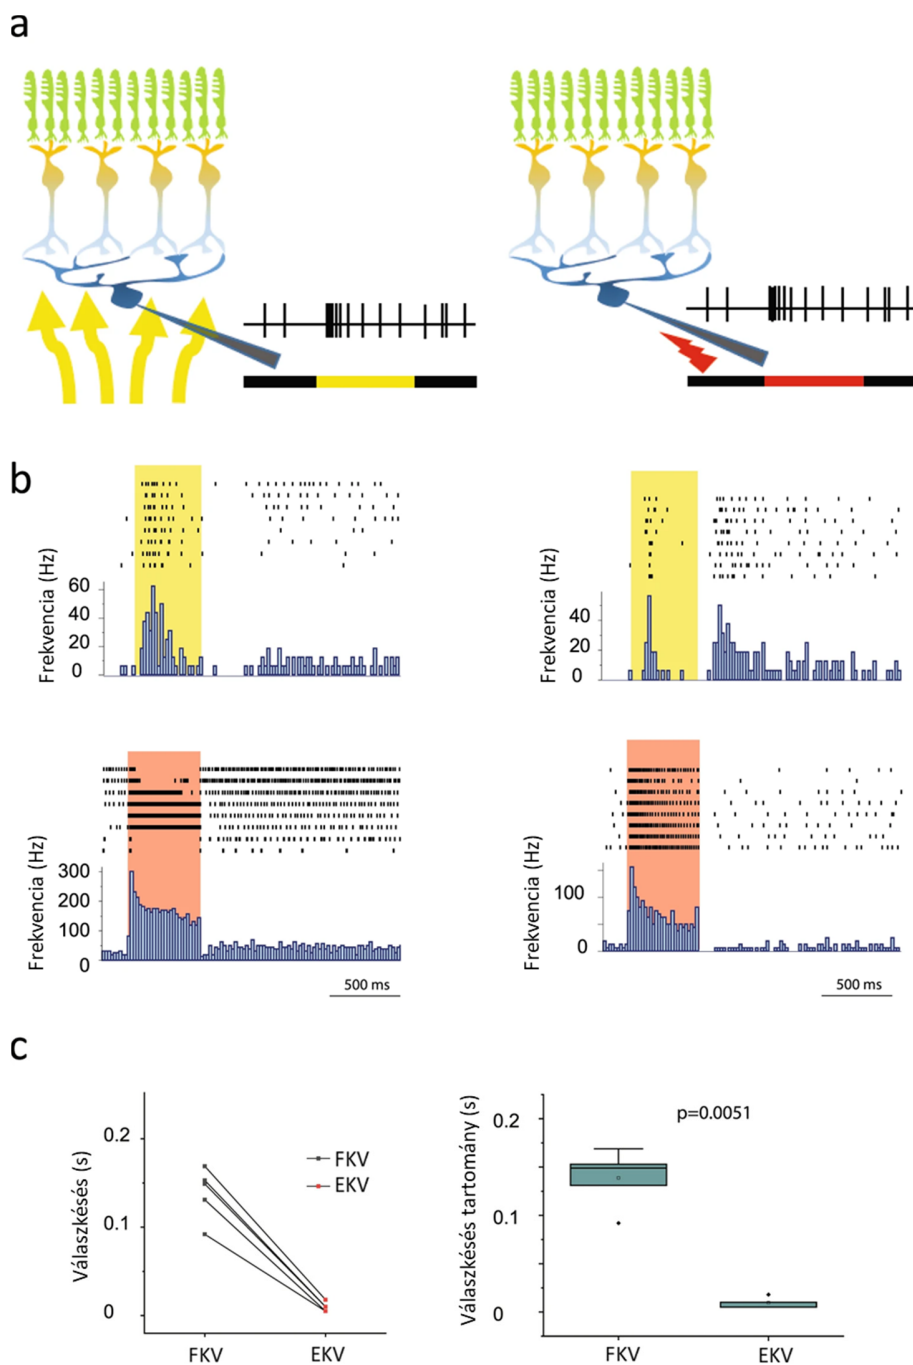 a
b
Frekvencia (Hz)
60
40
20
0
Frekvencia (Hz)
60
40
20
0
Frekvencia (Hz)
300
200
100
0
500 ms
Frekvencia (Hz)
100
0
500 ms
c
Válaszkésés (s)
0.2
0.1
0
FKV
EKV
FKV
EKV
Válaszkésés tartomány (s)
0.2
0.1
0
p=0.0051
FKV
EKV